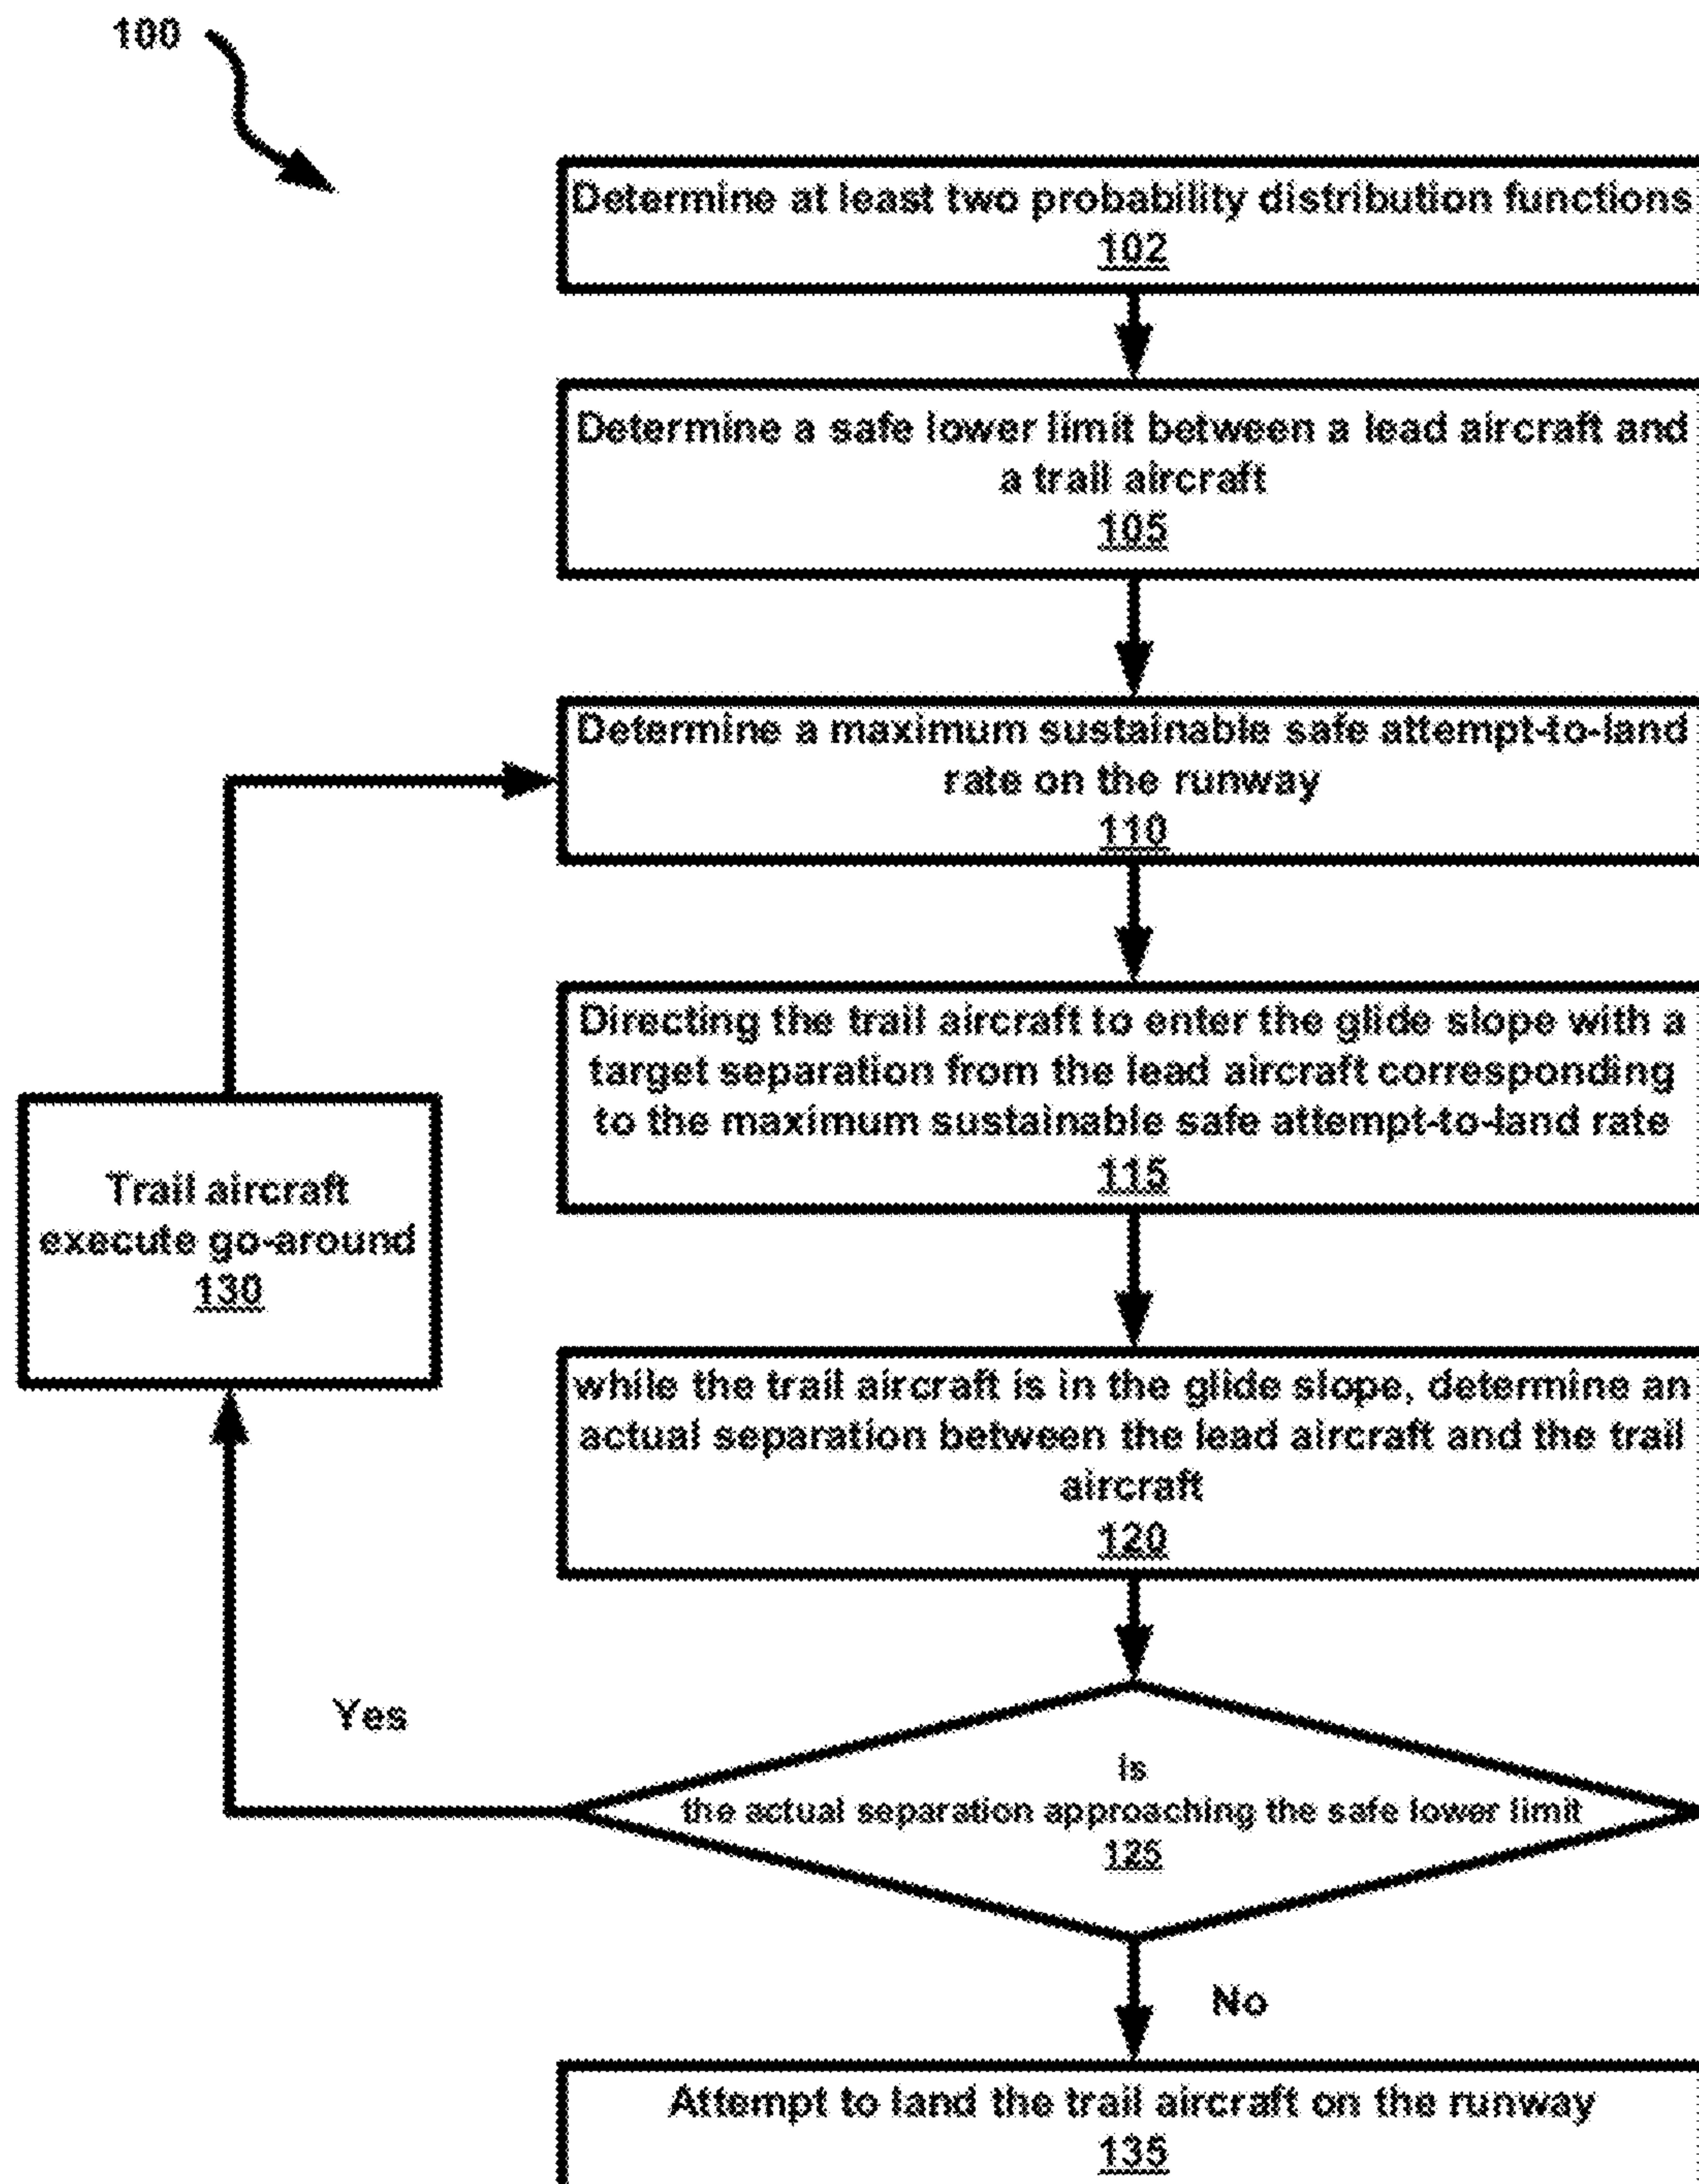 100
Determine at least two probability distribution functions
102
Determine a safe lower limit between a lead aircraft and
a trail aircraft
105
Determine a maximum sustainable safe attempt-to-land
rate on the runway
110
Directing the trail aircraft to enter the glide slope with a
target separation from the lead aircraft corresponding
to the maximum sustainable safe attempt-to-land rate
115
Trail aircraft
execute go-around
130
while the trail aircraft is in the glide slope, determine an
actual separation between the lead aircraft and the trail
aircraft
120
Yes
Is
the actual separation approaching the safe lower limit
125
No
Attempt to land the trail aircraft on the runway
135